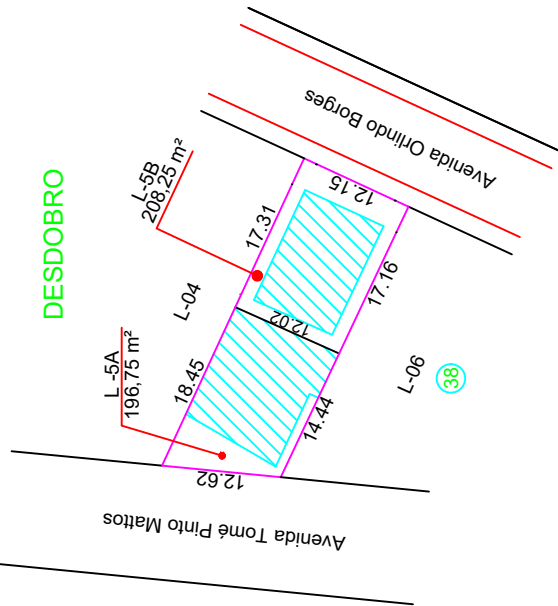 DESDOBRO
Avenida Orlindo Borges
L-5B
208,25 m²
12.15
17.31
17.16
L-04
12.02
L-5A
196,75 m²
18.45
14.44
L-06
38
12.62
Avenida Tomé Pinto Mattos